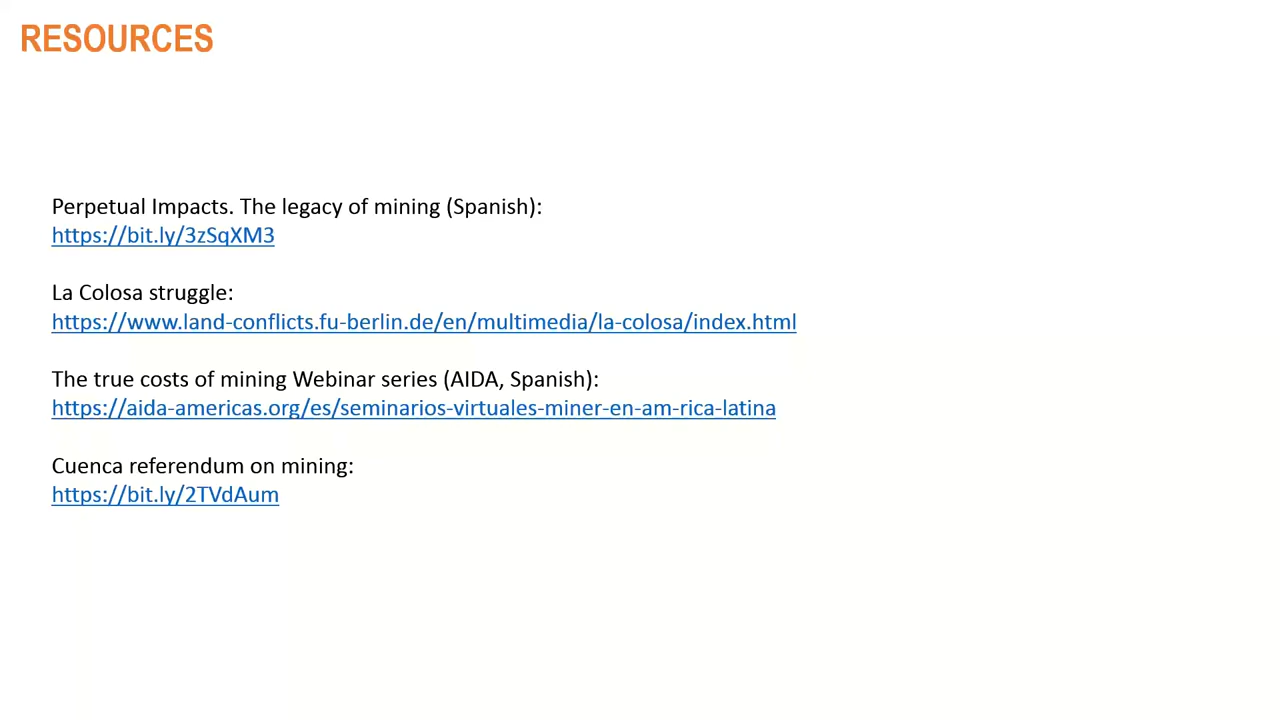 RESOURCES
Perpetual Impacts. The legacy of mining (Spanish):
https://bit.ly/3zSqXM3
La Colosa struggle:
https://www.land-conflicts.fu-berlin.de/en/multimedia/la-colosa/index.html
The true costs of mining Webinar series (AIDA, Spanish):
https://aida-americas.org/es/seminarios-virtuales-miner-en-am-rica-latina
Cuenca referendum on mining:
https://bit.ly/2TVdAum